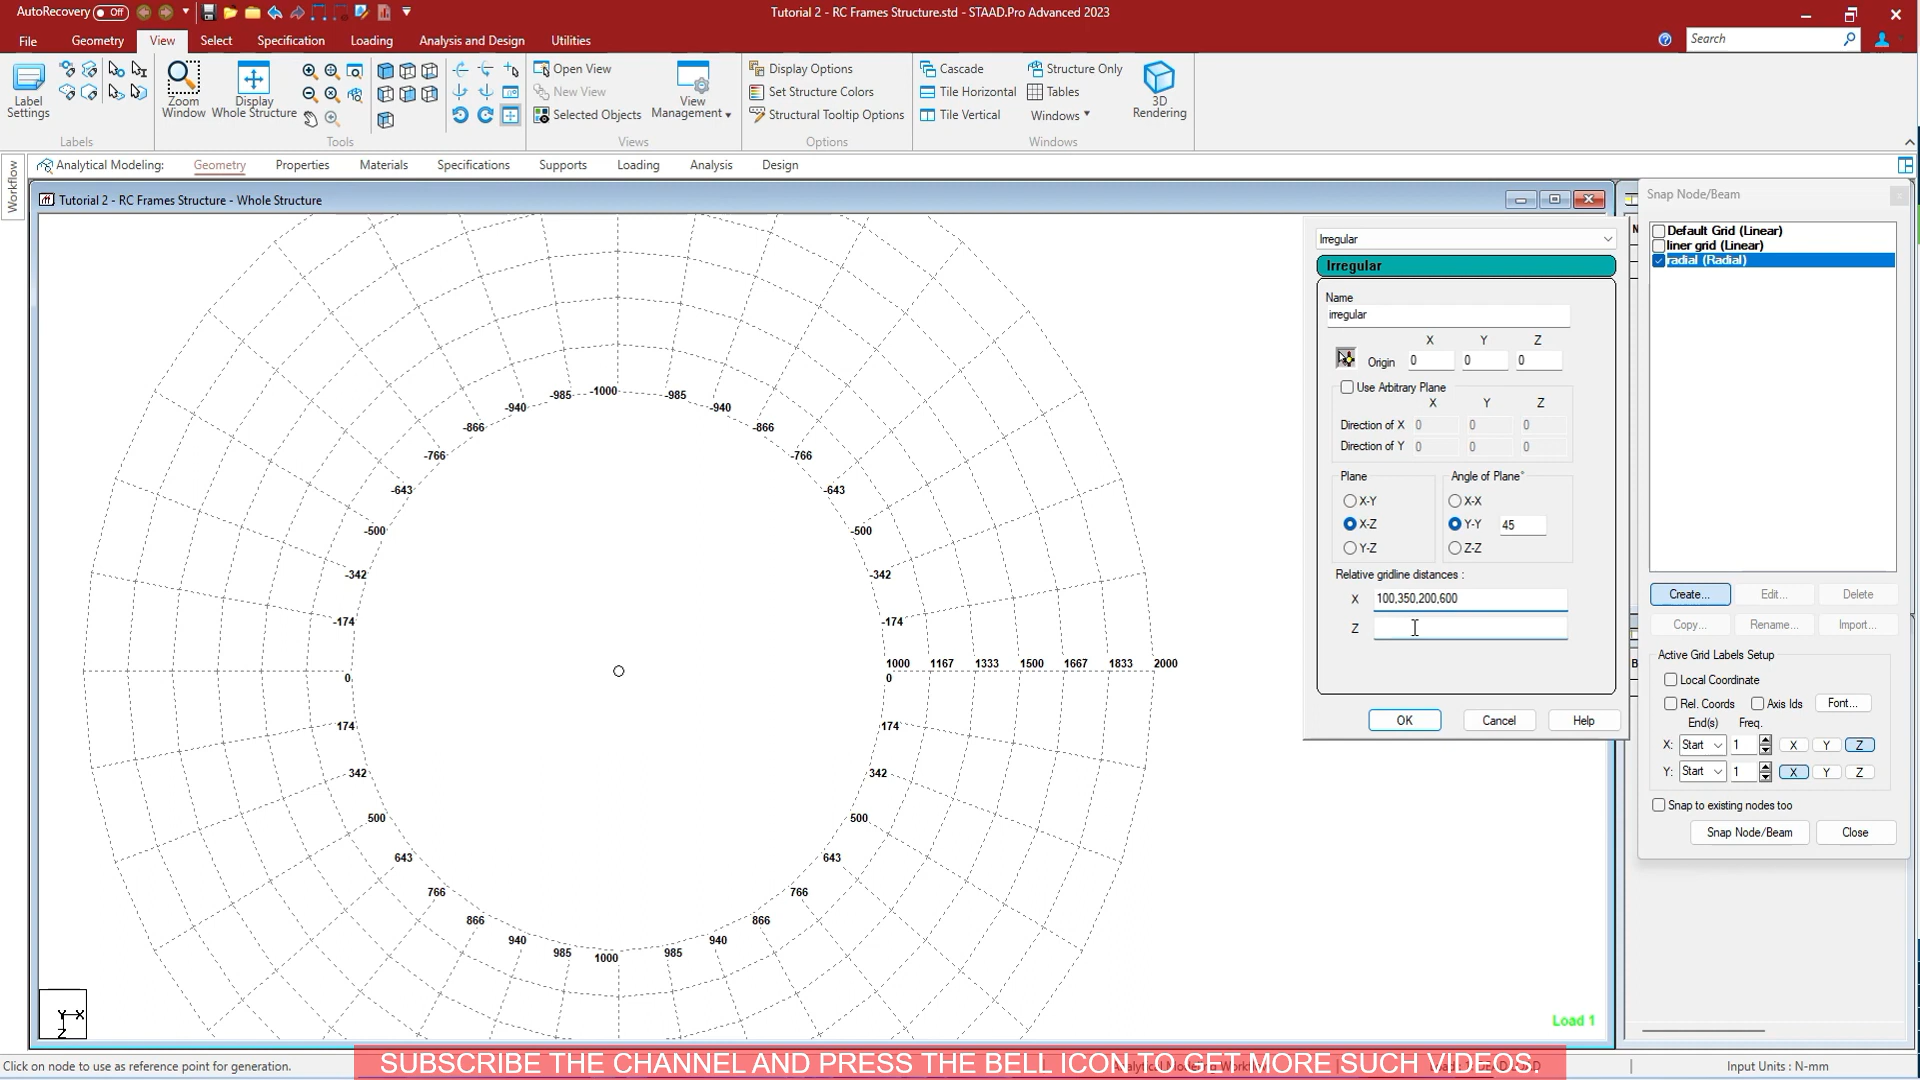 AutoRecovery Off
Tutorial 2 - RC Frames Structure.std - STAAD.Pro Advanced 2023
File Geometry View Select Specification Loading Analysis and Design Utilities
Search
Label Settings
Labels
Zoom Window
Display Whole Structure
Tools
Open View
New View
Selected Objects
View Management
Views
Display Options
Set Structure Colors
Structural Tooltip Options
Options
Cascade
Tile Horizontal
Tile Vertical
Structure Only
Tables
Windows
3D Rendering
Windows
Workflow
Analytical Modeling: Geometry Properties Materials Specifications Supports Loading Analysis Design
Tutorial 2 - RC Frames Structure - Whole Structure
-985 -1000 -985
-940 -940
-866 -866
-766 -766
-643 -643
-500 -500
-342 -342
-174 -174
1000 1167 1333 1500 1667 1833 2000
0 0
174 174
342 342
500 500
643 643
766 766
866 866
940 940
985 1000 985
Y X
Z
Load 1
Irregular
Irregular
Name
irregular
X Y Z
Origin 0 0 0
Use Arbitrary Plane
X Y Z
Direction of X 0 0 0
Direction of Y 0 0 0
Plane
X-Y
X-Z
Y-Z
Angle of Plane°
X-X
Y-Y 45
Z-Z
Relative gridline distances :
X 100,350,200,600
Z
OK Cancel Help
Snap Node/Beam
Default Grid (Linear)
liner grid (Linear)
radial (Radial)
Create... Edit... Delete
Copy... Rename... Import...
Active Grid Labels Setup
Local Coordinate
Rel. Coords Axis Ids Font...
End(s) Freq.
X: Start 1 X Y Z
Y: Start 1 X Y Z
Snap to existing nodes too
Snap Node/Beam Close
Click on node to use as reference point for generation.
SUBSCRIBE THE CHANNEL AND PRESS THE BELL ICON TO GET MORE SUCH VIDEOS.
Input Units : N-mm